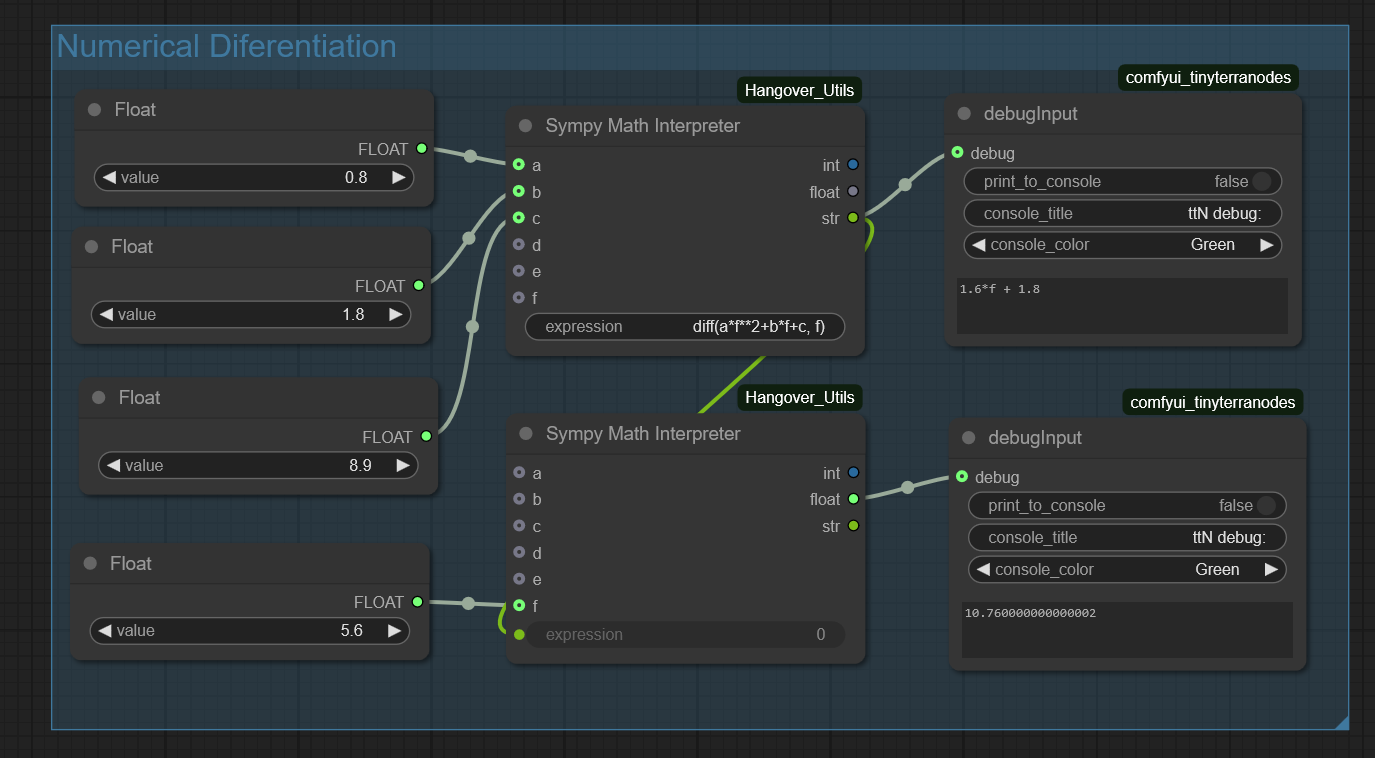 Numerical Diferentiation
Float
FLOAT
value 0.8
Float
FLOAT
value 1.8
Float
FLOAT
value 8.9
Float
FLOAT
value 5.6
Hangover_Utils
Sympy Math Interpreter
a int
b float
c str
d
e
f
expression diff(a*f**2+b*f+c, f)
Hangover_Utils
Sympy Math Interpreter
a int
b float
c str
d
e
f
expression 0
comfyui_tinyterranodes
debugInput
debug
print_to_console false
console_title ttN debug:
console_color Green
1.6*f + 1.8
comfyui_tinyterranodes
debugInput
debug
print_to_console false
console_title ttN debug:
console_color Green
10.760000000000002